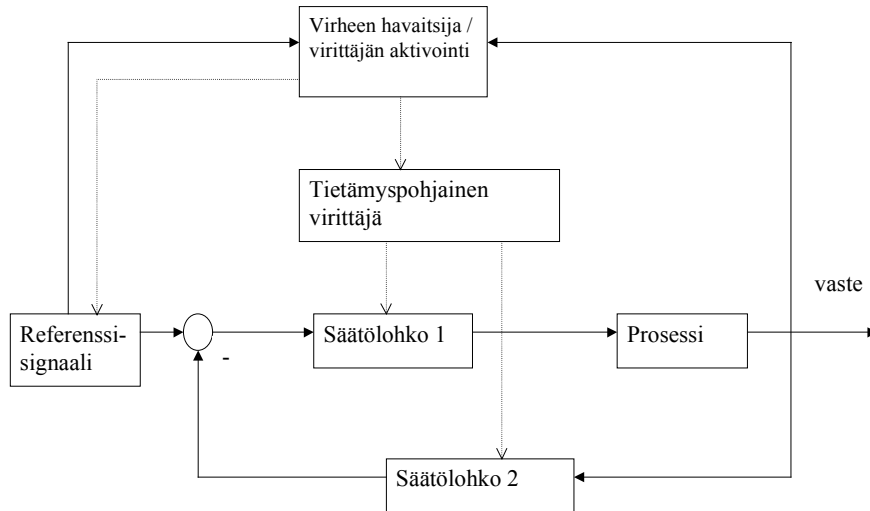 Virheen havaitsija /
virittäjän aktivointi
Tietämyspohjainen
virittäjä
vaste
Referenssi-
signaali
-
Säätölohko 1
Prosessi
Säätölohko 2